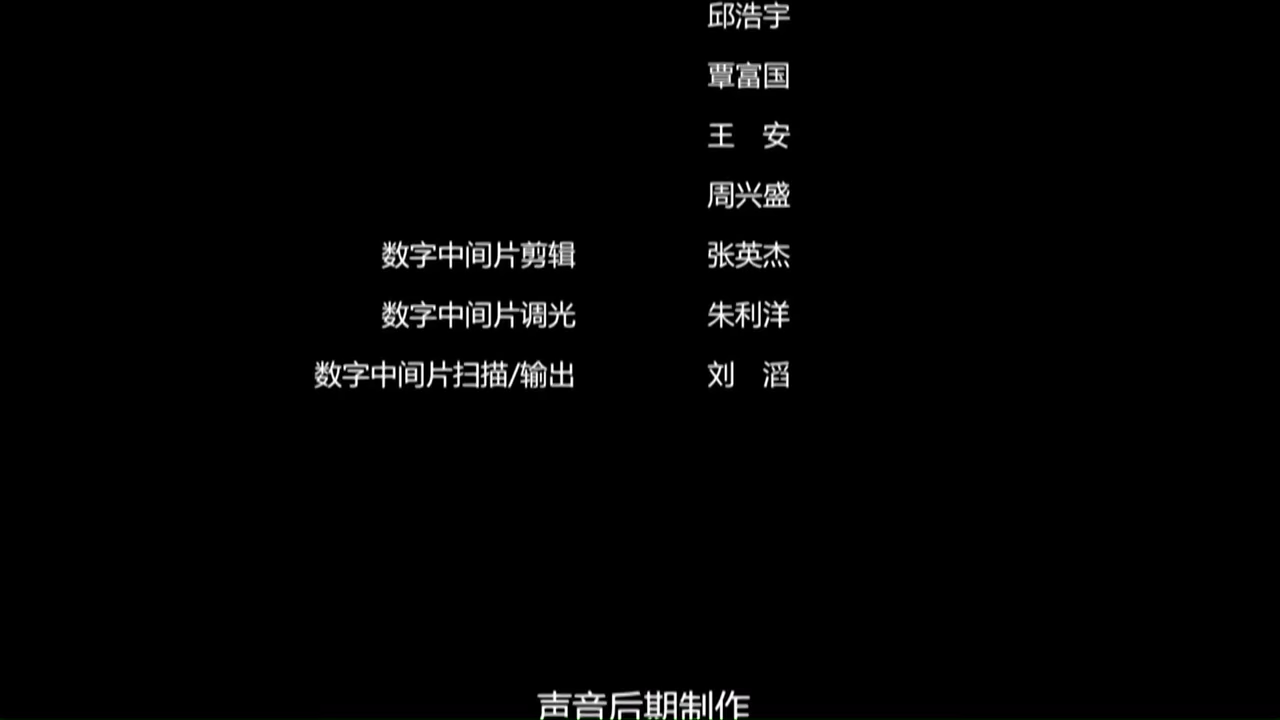 邱浩宇
覃富国
王　安
周兴盛
数字中间片剪辑　张英杰
数字中间片调光　朱利洋
数字中间片扫描/输出　刘　滔
声音后期制作